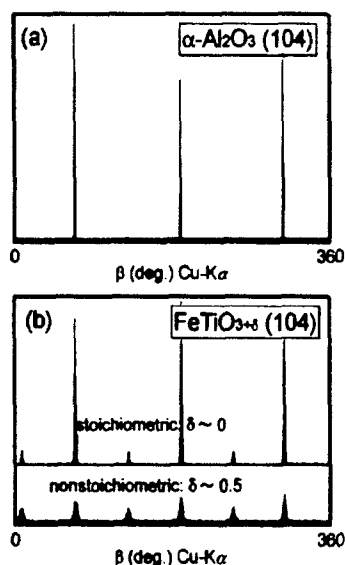 (a)
α-Al₂O₃ (104)
0
360
β (deg.) Cu-Kα
(b)
FeTiO₃₊δ (104)
stoichiometric: δ ~ 0
nonstoichiometric: δ ~ 0.5
0
360
β (deg.) Cu-Kα